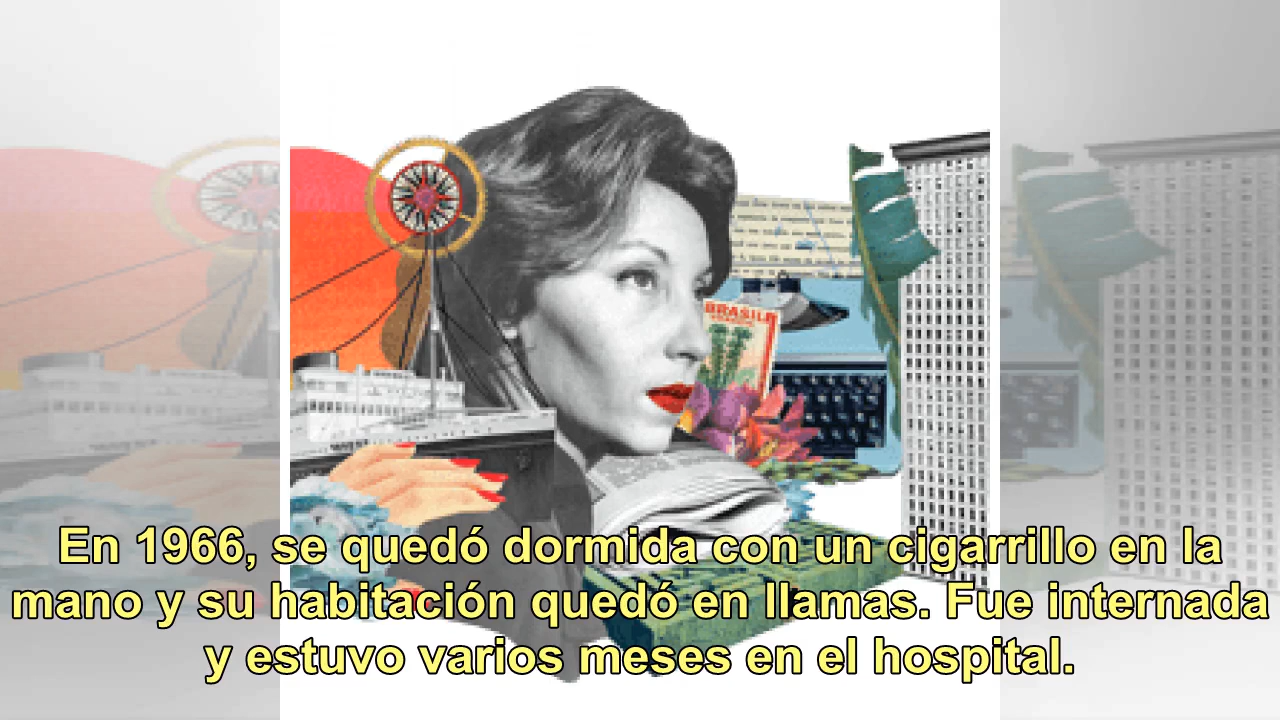 BRASIL
En 1966, se quedó dormida con un cigarrillo en la
mano y su habitación quedó en llamas. Fue internada
y estuvo varios meses en el hospital.